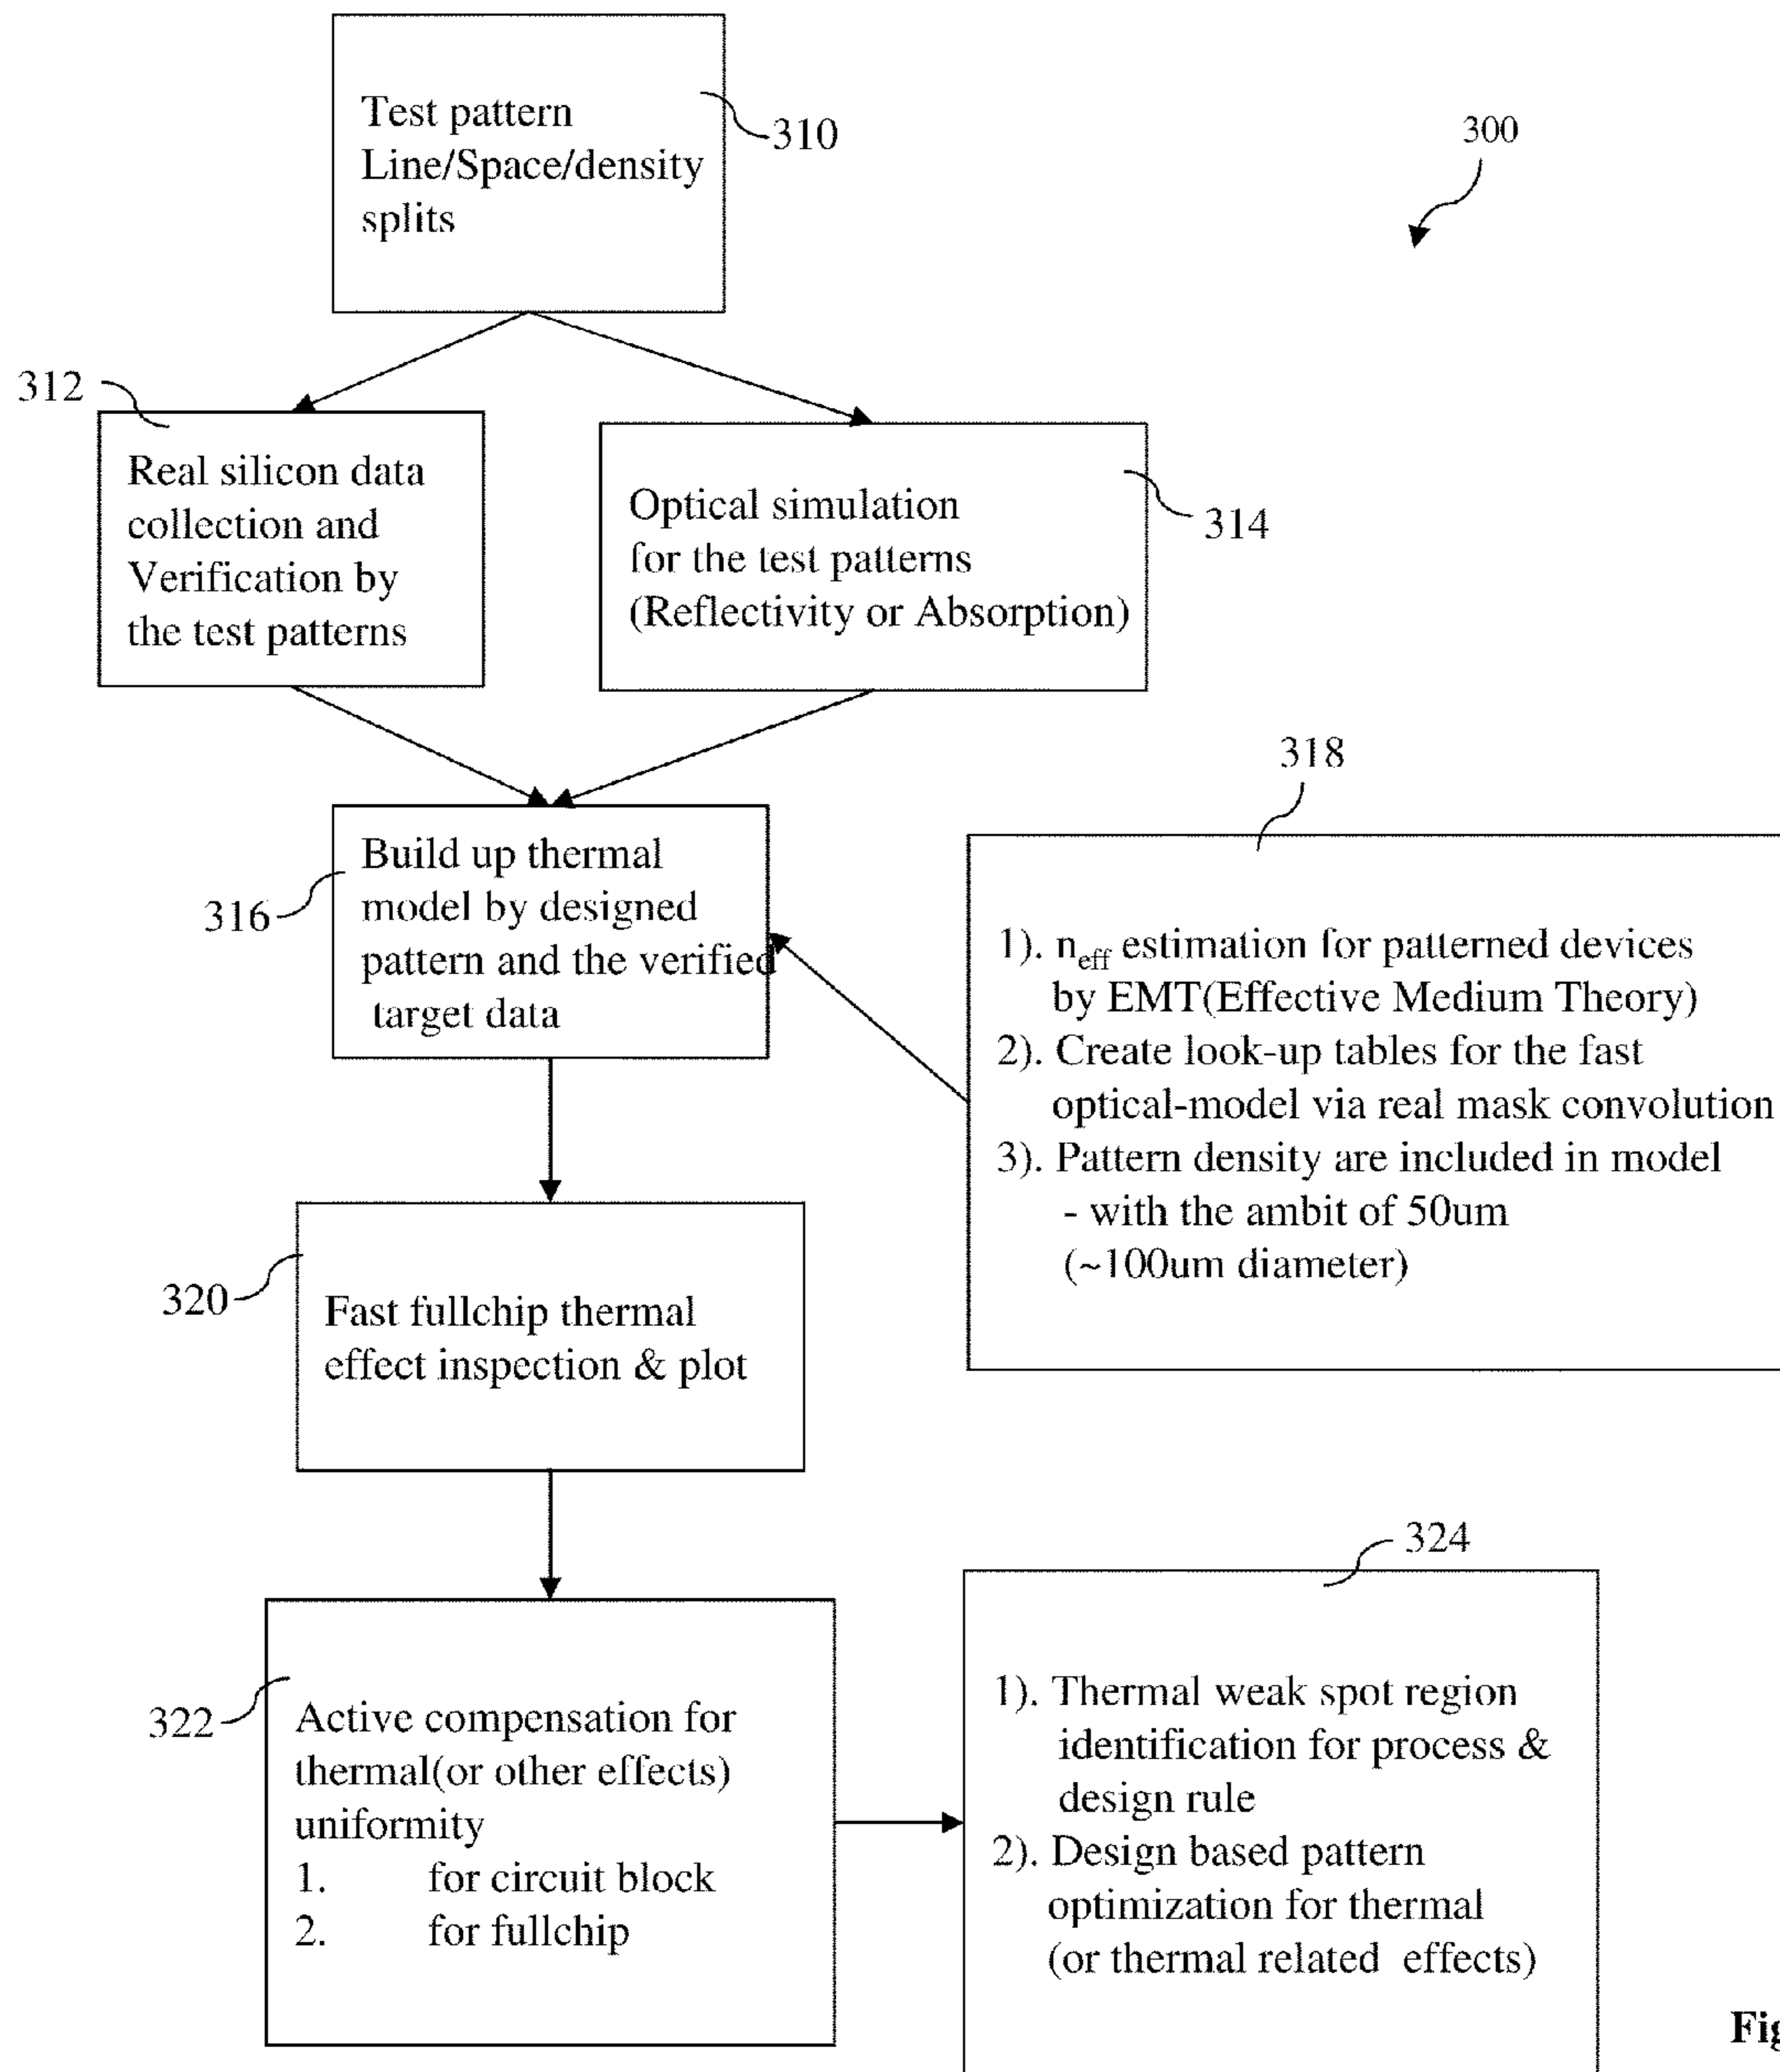 Test pattern
Line/Space/density
splits
310
300
312
Real silicon data
collection and
Verification by
the test patterns
Optical simulation
for the test patterns
(Reflectivity or Absorption)
314
316
Build up thermal
model by designed
pattern and the verified
target data
318
1). neff estimation for patterned devices
by EMT(Effective Medium Theory)
2). Create look-up tables for the fast
optical-model via real mask convolution
3). Pattern density are included in model
- with the ambit of 50um
(~100um diameter)
320
Fast fullchip thermal
effect inspection & plot
322
Active compensation for
thermal(or other effects)
uniformity
1. for circuit block
2. for fullchip
324
1). Thermal weak spot region
identification for process &
design rule
2). Design based pattern
optimization for thermal
(or thermal related effects)
Fig